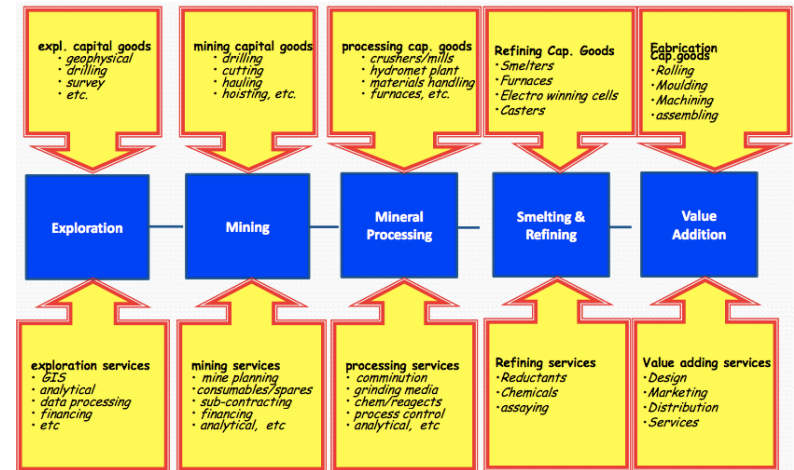 expl. capital goods
• geophysical
• drilling
• survey
• etc.
mining capital goods
• drilling
• cutting
• hauling
• hoisting, etc.
processing cap. goods
• crushers/mills
• hydromet plant
• materials handling
• furnaces, etc.
Refining Cap. Goods
•Smelters
•Furnaces
•Electro winning cells
•Casters
Fabrication
Cap.goods
•Rolling
•Moulding
•Machining
•assembling
Exploration
Mining
Mineral
Processing
Smelting &
Refining
Value
Addition
exploration services
• GIS
• analytical
• data processing
• financing
• etc
mining services
• mine planning
•consumables/spares
• sub-contracting
• financing
• analytical, etc
processing services
• comminution
• grinding media
• chem/reagects
• process control
• analytical, etc
Refining services
•Reductants
•Chemicals
•assaying
Value adding services
•Design
•Marketing
•Distribution
•Services